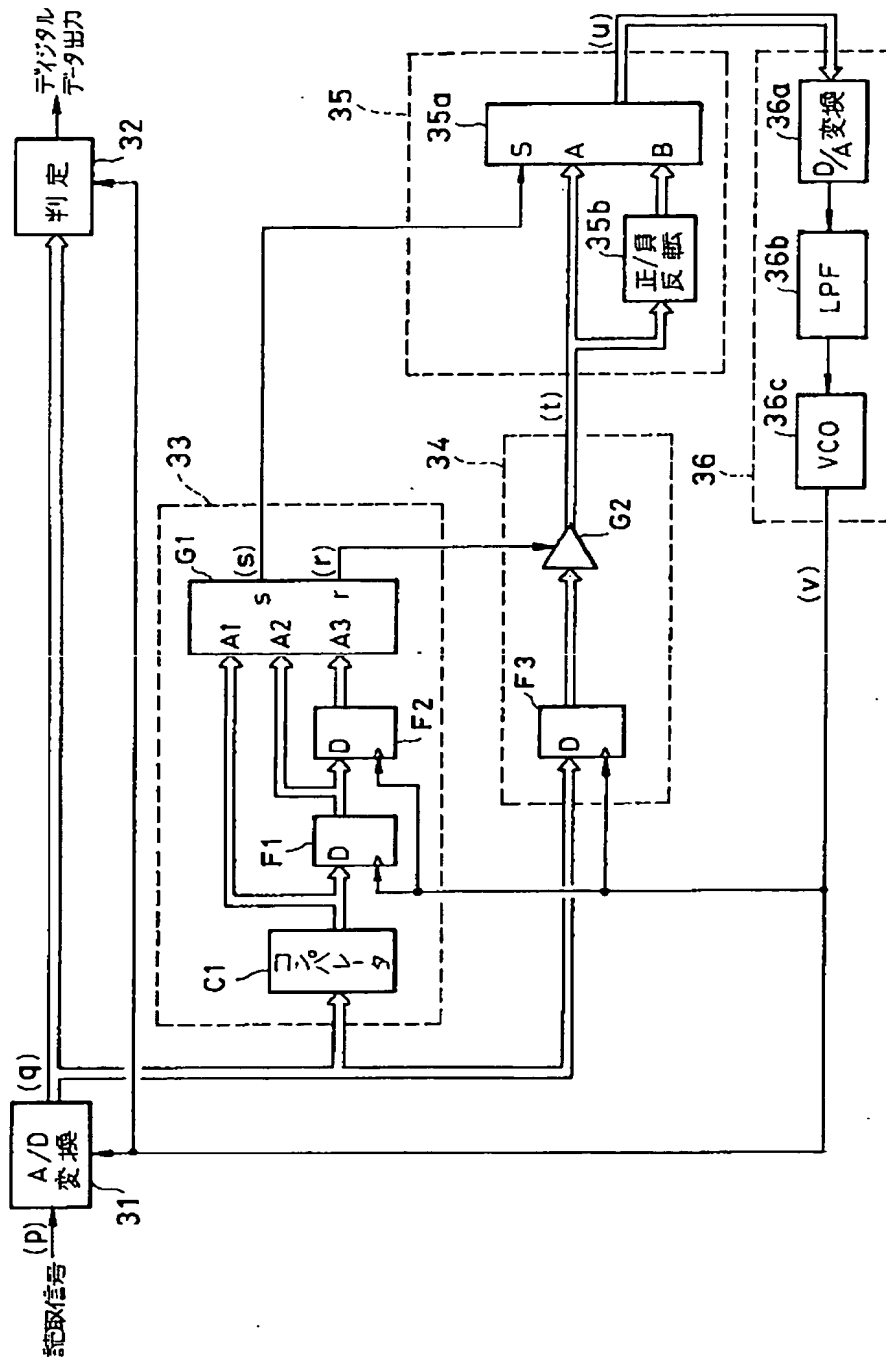 読取信号
(p)
A/D
変換
31
(q)
判定
32
ディジタル
データ出力
33
C1
コンパレータ
F1
D
F2
D
G1
A1
A2
A3
s
r
(s)
(r)
34
F3
D
G2
(t)
35
35a
S
A
B
35b
正/負
反転
(u)
36
36a
D/A変換
36b
LPF
36c
VCO
(v)